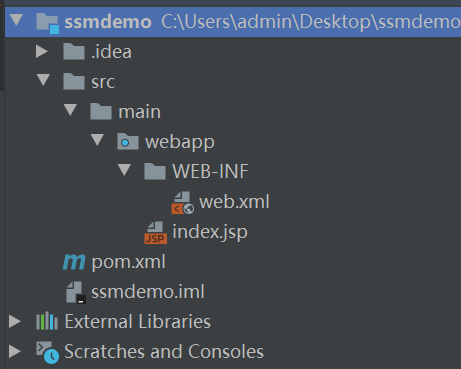 ssmdemo C:\Users\admin\Desktop\ssmdemo
.idea
src
main
webapp
WEB-INF
web.xml
JSP index.jsp
m pom.xml
ssmdemo.iml
External Libraries
Scratches and Consoles